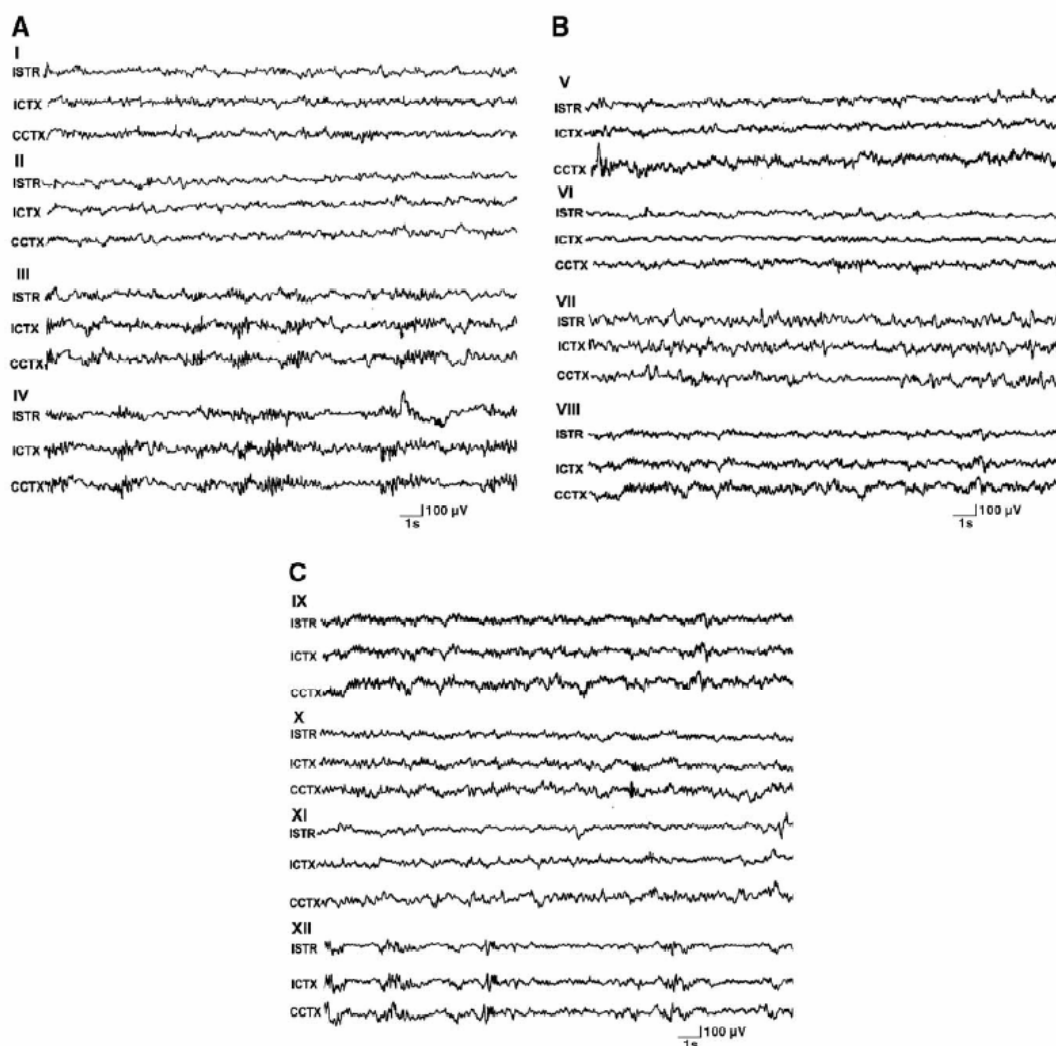 A
I
ISTR
ICTX
CCTX
II
ISTR
ICTX
CCTX
III
ISTR
ICTX
CCTX
IV
ISTR
ICTX
CCTX
100 µV
1s
B
V
ISTR
ICTX
CCTX
VI
ISTR
ICTX
CCTX
VII
ISTR
ICTX
CCTX
VIII
ISTR
ICTX
CCTX
100 µV
1s
C
IX
ISTR
ICTX
CCTX
X
ISTR
ICTX
CCTX
XI
ISTR
ICTX
CCTX
XII
ISTR
ICTX
CCTX
100 µV
1s